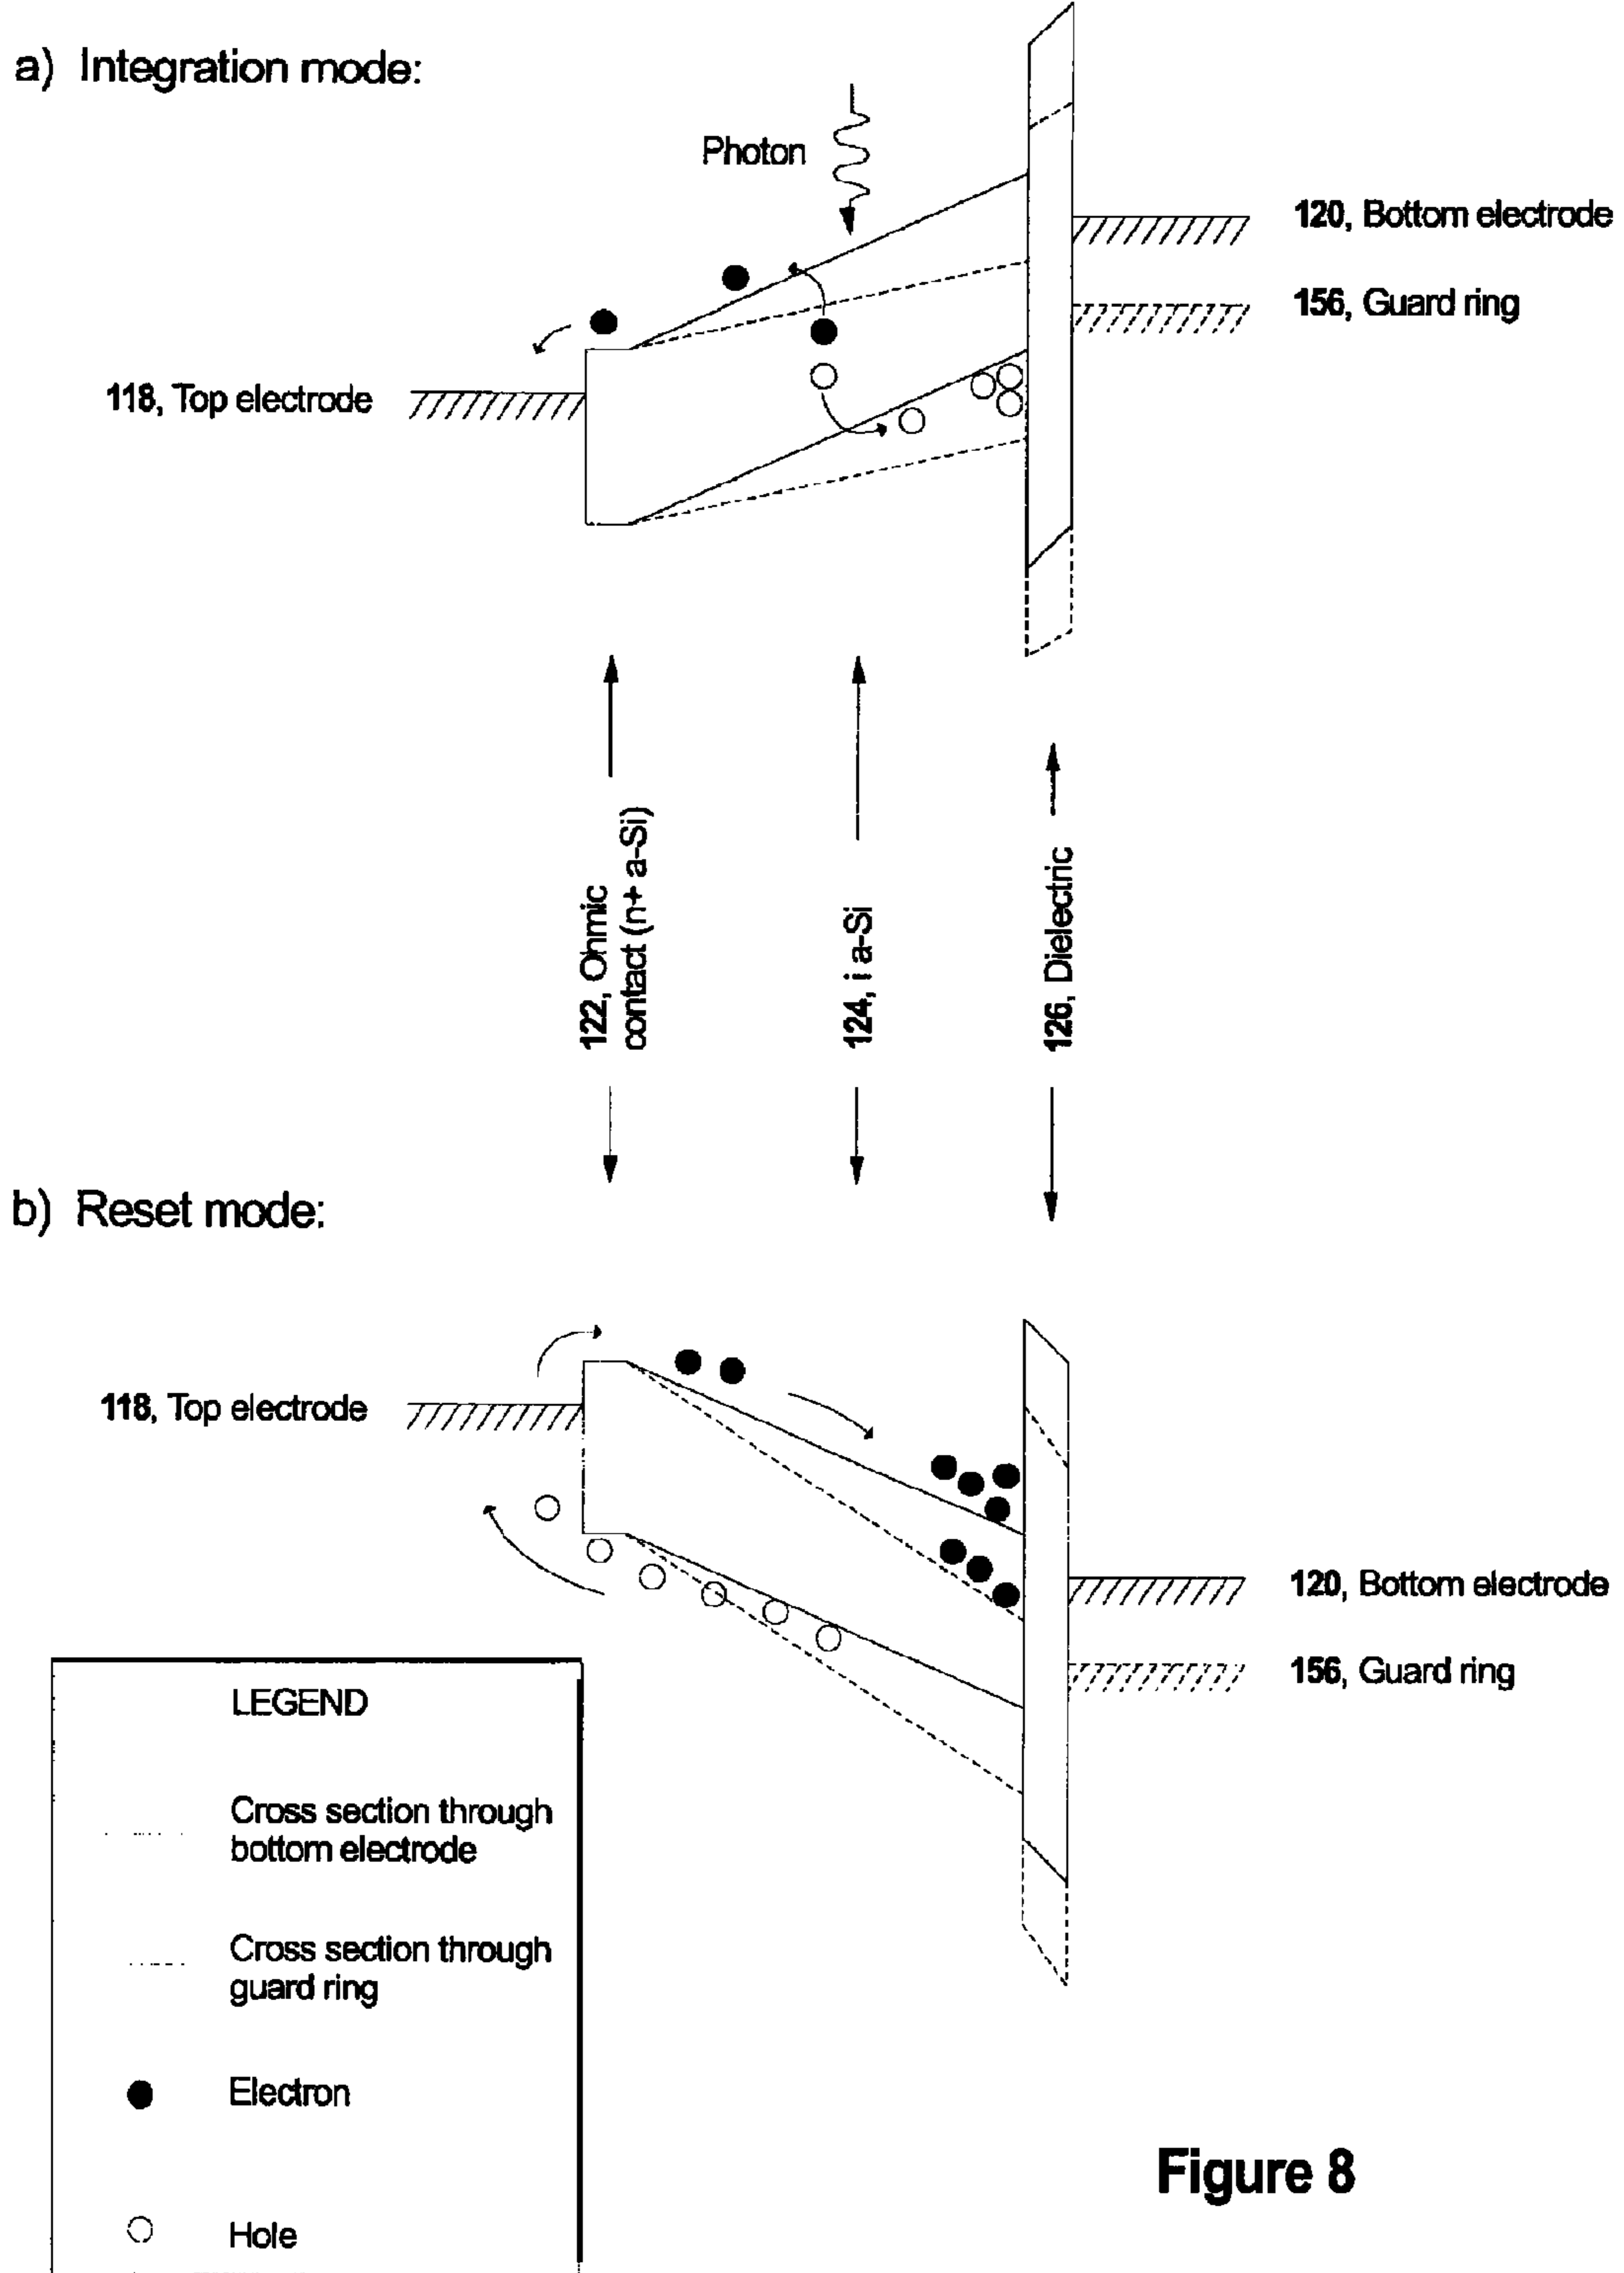 a) Integration mode:
Photon
120, Bottom electrode
156, Guard ring
118, Top electrode
122, Ohmic
contact (n+ a-Si)
124, i a-Si
126, Dielectric
b) Reset mode:
118, Top electrode
120, Bottom electrode
156, Guard ring
LEGEND
Cross section through
bottom electrode
Cross section through
guard ring
Electron
Hole
Figure 8